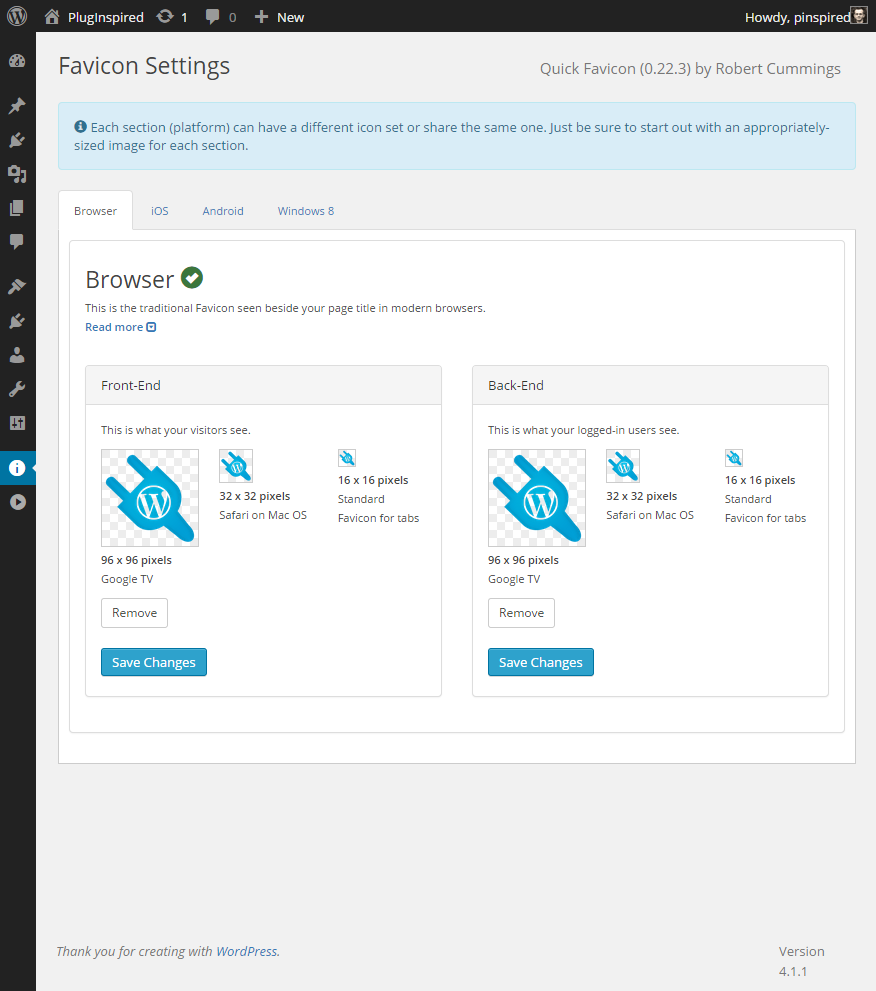 PlugInspired 1 0 New Howdy, pinspired
Favicon Settings
Quick Favicon (0.22.3) by Robert Cummings
Each section (platform) can have a different icon set or share the same one. Just be sure to start out with an appropriately-
sized image for each section.
Browser iOS Android Windows 8
Browser
This is the traditional Favicon seen beside your page title in modern browsers.
Read more
Front-End
This is what your visitors see.
96 x 96 pixels
Google TV
32 x 32 pixels
Safari on Mac OS
16 x 16 pixels
Standard
Favicon for tabs
Remove
Save Changes
Back-End
This is what your logged-in users see.
96 x 96 pixels
Google TV
32 x 32 pixels
Safari on Mac OS
16 x 16 pixels
Standard
Favicon for tabs
Remove
Save Changes
Thank you for creating with WordPress.
Version
4.1.1